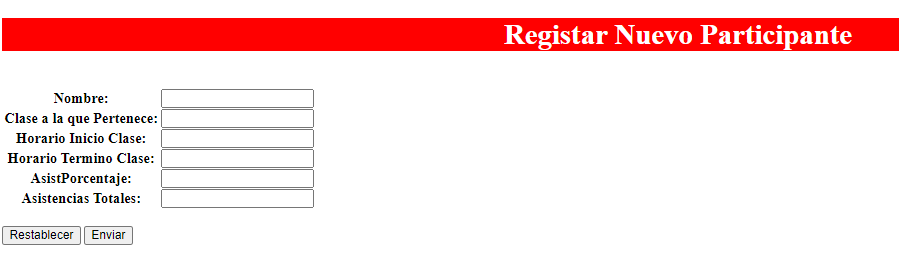 Registar Nuevo Participante
Nombre:
Clase a la que Pertenece:
Horario Inicio Clase:
Horario Termino Clase:
AsistPorcentaje:
Asistencias Totales:
Restablecer Enviar